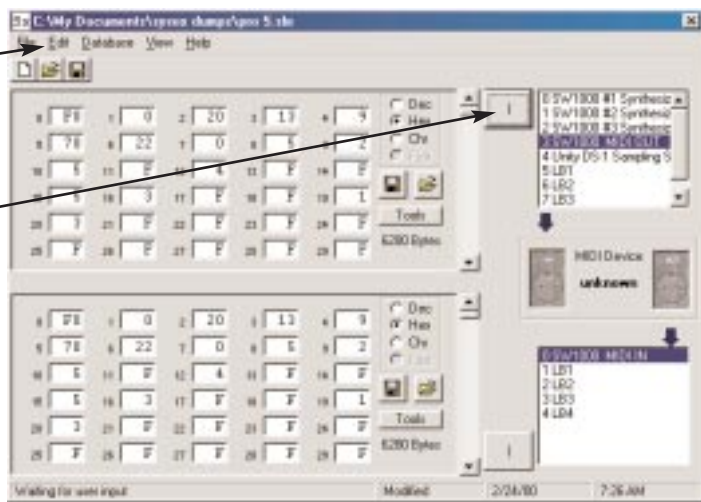 C:\My Documents\sysex dumps\pro 5.sbi
File Edit Database View Help
0 F0 1 0 2 20 3 13 4 9
5 78 6 22 7 0 8 5 9 2
10 5 11 F 12 4 13 F 14 F
5 16 3 17 F 18 F 19 1
20 3 21 F 22 F 23 F 24 F
25 F 26 F 27 F 28 F 29 F
Dec
Hex
Chr
Tools
6280 Bytes
0 SW1000 #1 Synthesiz
1 SW1000 #2 Synthesiz
2 SW1000 #3 Synthesiz
3 SW1000 MIDI OUT
4 Unity DS-1 Sampling S
5 LB1
6 LB2
7 LB3
MIDI Device
unknown
0 F0 1 0 2 20 3 13 4 9
5 78 6 22 7 0 8 5 9 2
10 5 11 F 12 4 13 F 14 F
15 5 16 3 17 F 18 F 19 1
20 3 21 F 22 F 23 F 24 F
25 F 26 F 27 F 28 F 29 F
Dec
Hex
Chr
Tools
6280 Bytes
0 SW1000 MIDI IN
1 LB1
2 LB2
3 LB3
4 LB4
Waiting for user input Modified 2/24/00 7:26 AM